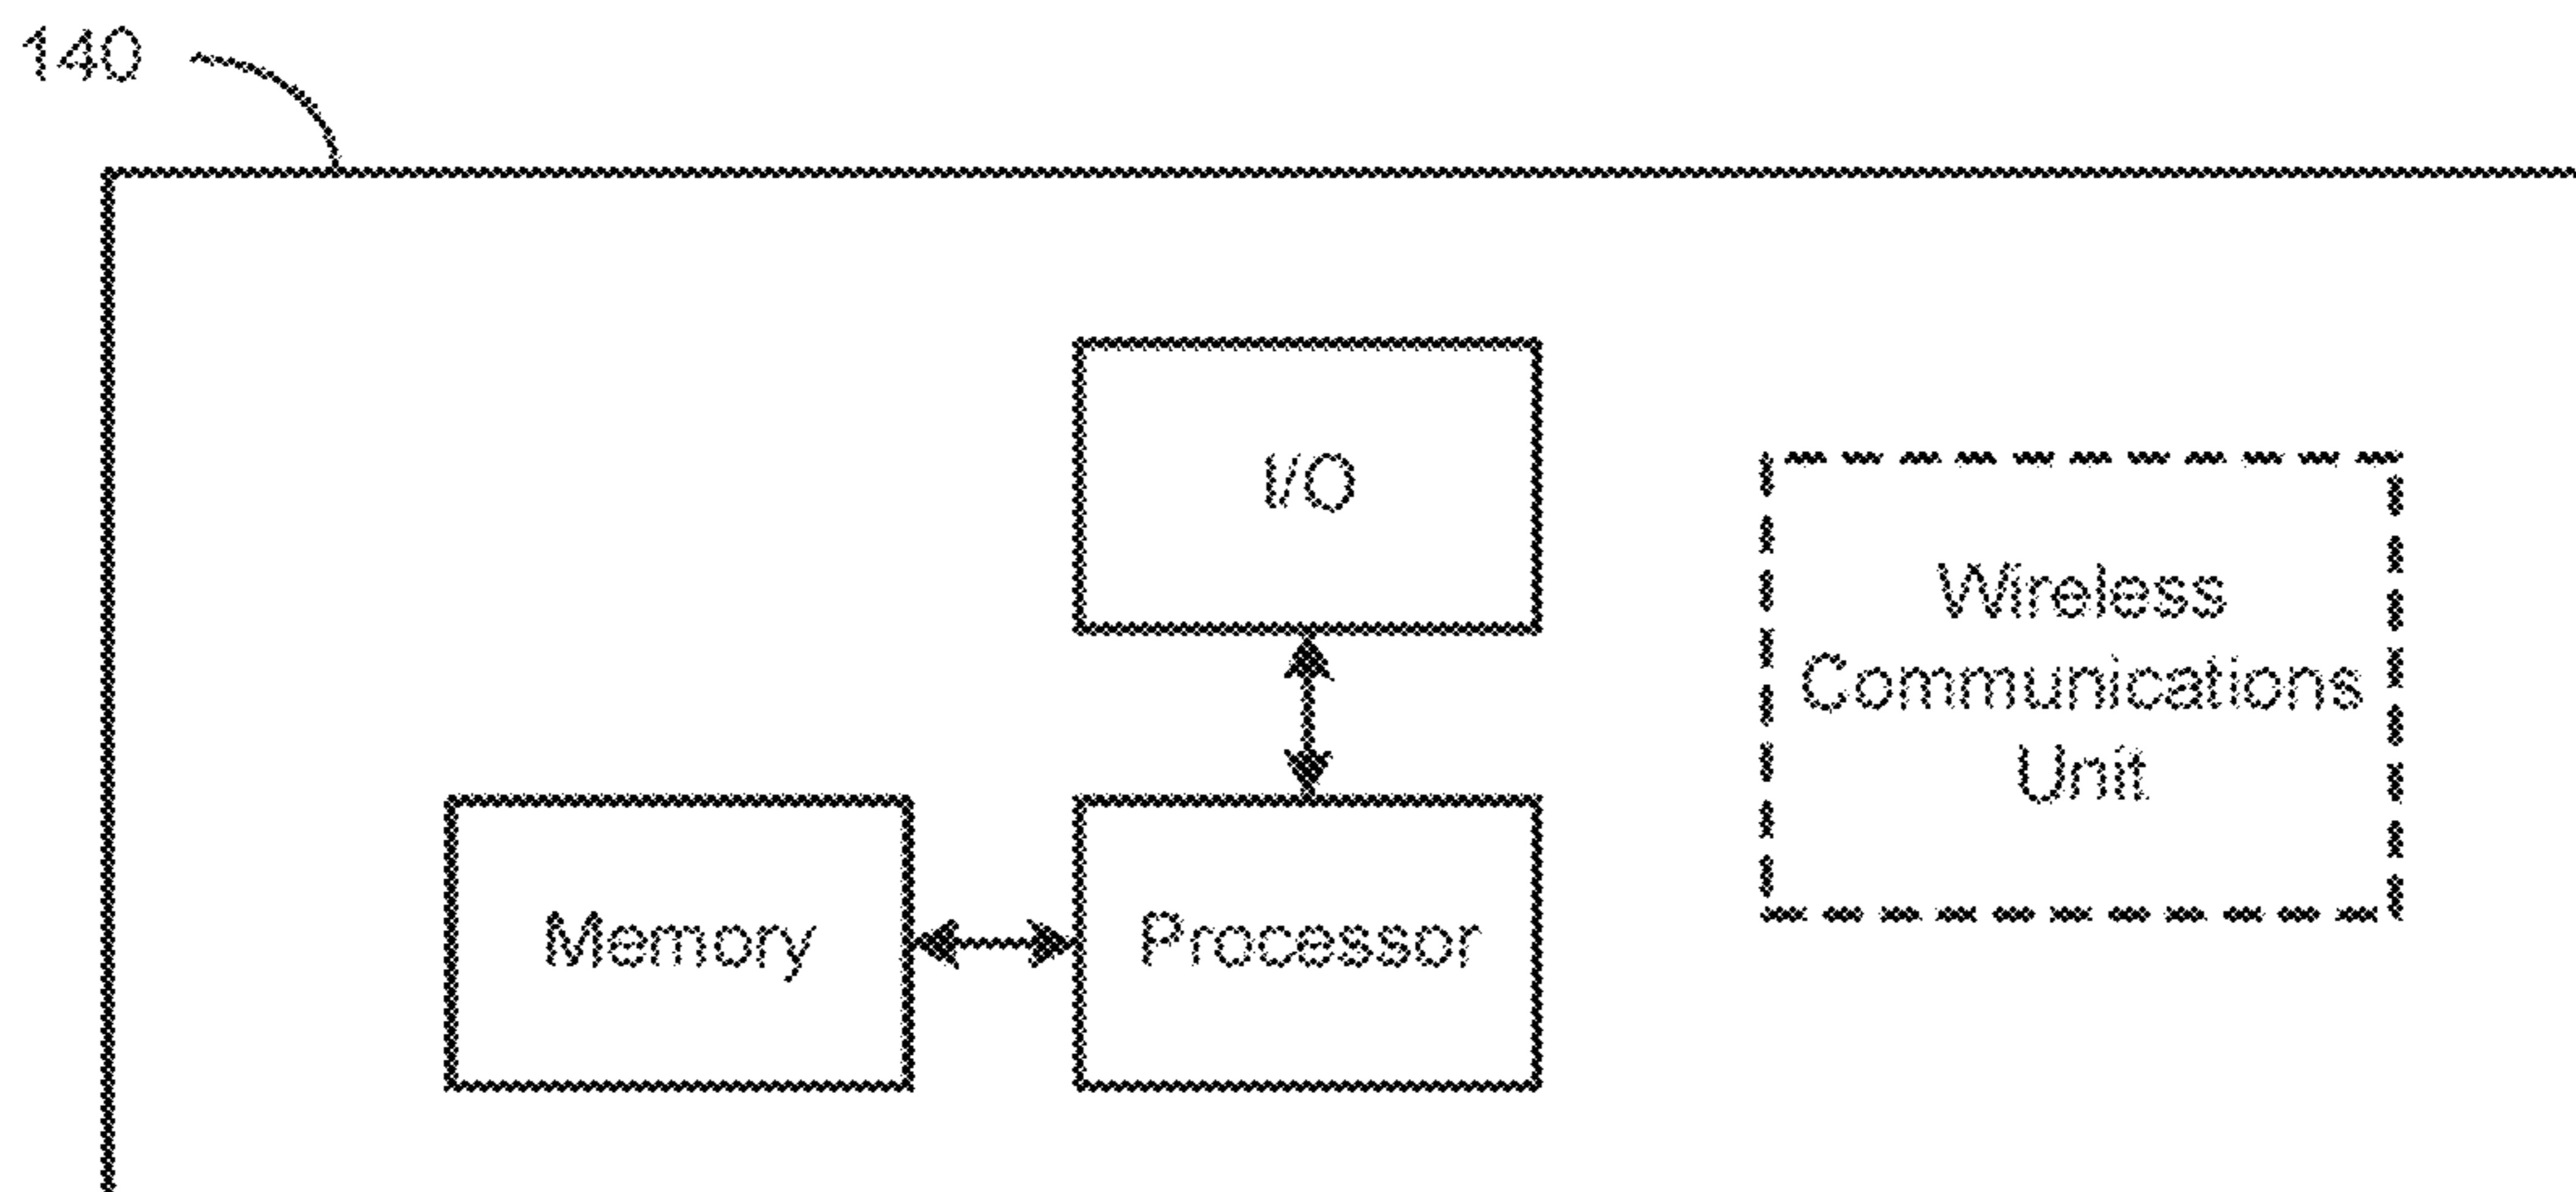 140
I/O
Wireless
Communications
Unit
Memory
Processor